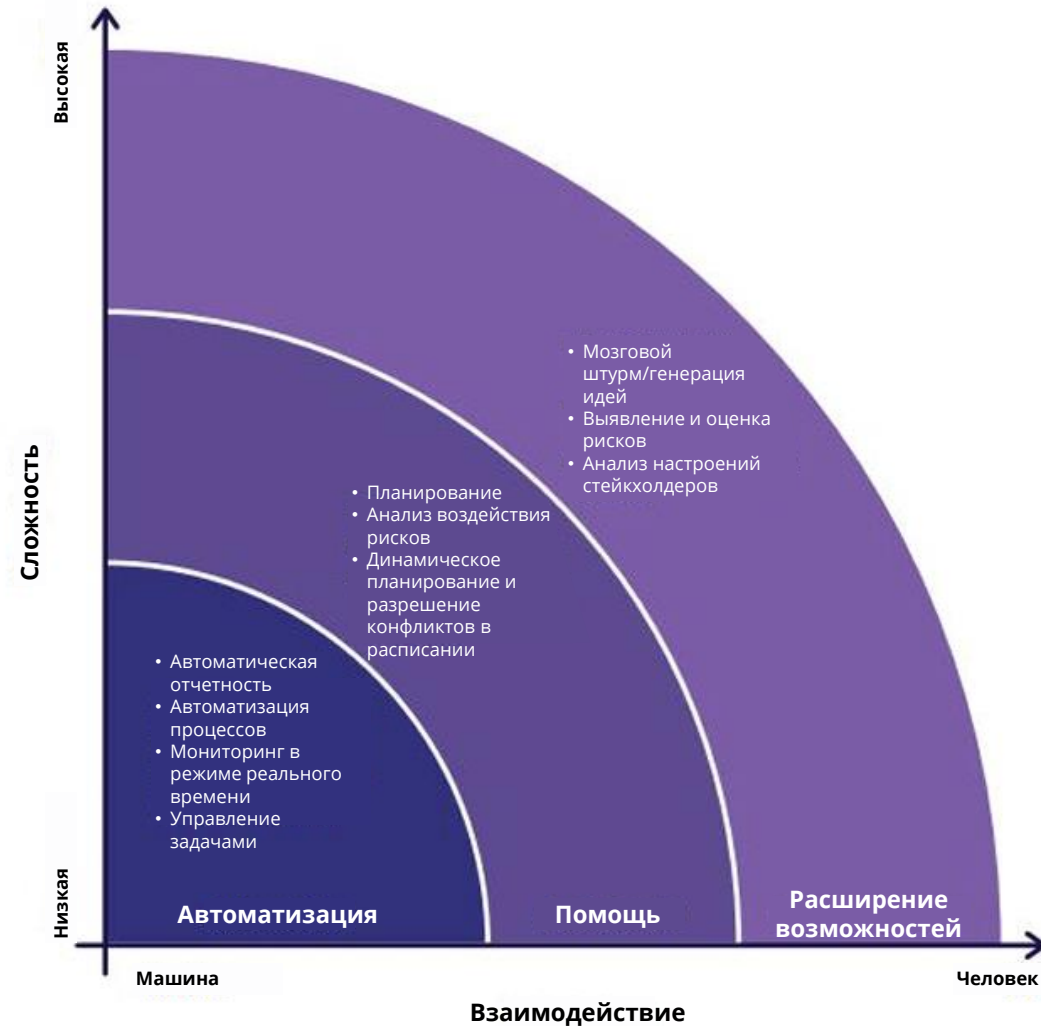 Высокая
Сложность
Низкая
• Мозговой
штурм/генерация
идей
• Выявление и оценка
рисков
• Анализ настроений
стейкхолдеров
• Планирование
• Анализ воздействия
рисков
• Динамическое
планирование и
разрешение
конфликтов в
расписании
• Автоматическая
отчетность
• Автоматизация
процессов
• Мониторинг в
режиме реального
времени
• Управление
задачами
Автоматизация
Помощь
Расширение
возможностей
Машина
Человек
Взаимодействие